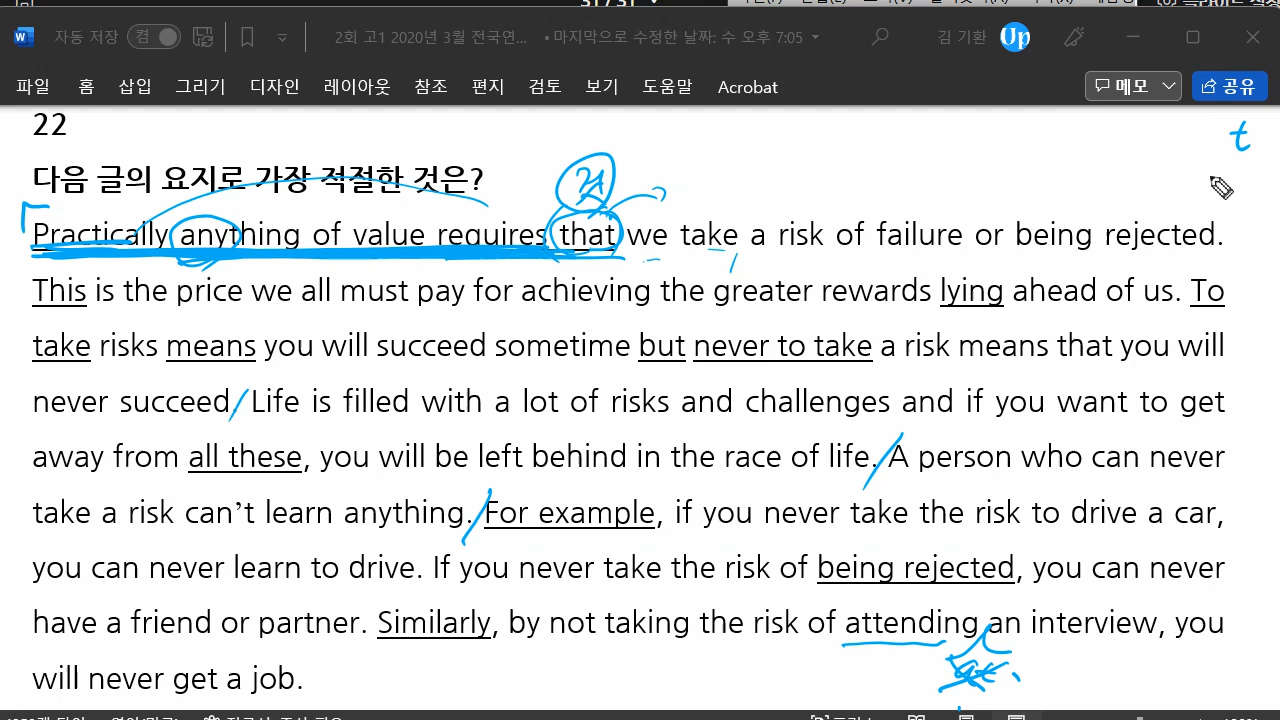 자동 저장 켬 2회 고1 2020년 3월 전국연... • 마지막으로 수정한 날짜: 수 오후 7:05 김 기환 Up
파일 홈 삽입 그리기 디자인 레이아웃 참조 편지 검토 보기 도움말 Acrobat 메모 공유
22
t
다음 글의 요지로 가장 적절한 것은?
Practically anything of value requires that we take a risk of failure or being rejected.
This is the price we all must pay for achieving the greater rewards lying ahead of us. To
take risks means you will succeed sometime but never to take a risk means that you will
never succeed. Life is filled with a lot of risks and challenges and if you want to get
away from all these, you will be left behind in the race of life. A person who can never
take a risk can't learn anything. For example, if you never take the risk to drive a car,
you can never learn to drive. If you never take the risk of being rejected, you can never
have a friend or partner. Similarly, by not taking the risk of attending an interview, you
will never get a job.